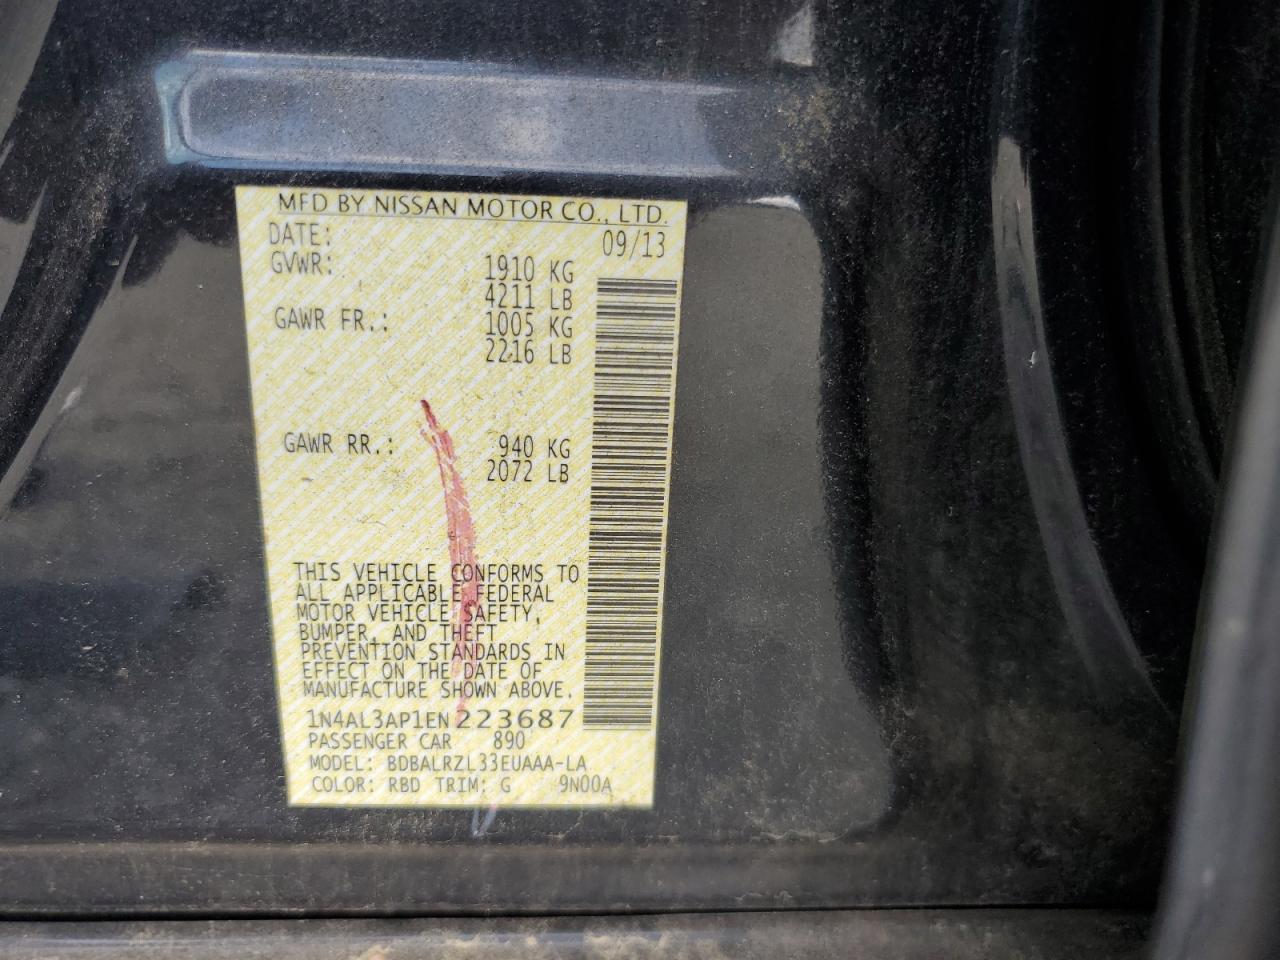 MFD BY NISSAN MOTOR CO., LTD.
DATE: 09/13
GVWR: 1910 KG
4211 LB
GAWR FR.: 1005 KG
2216 LB
GAWR RR.: 940 KG
2072 LB
THIS VEHICLE CONFORMS TO
ALL APPLICABLE FEDERAL
MOTOR VEHICLE SAFETY,
BUMPER, AND THEFT
PREVENTION STANDARDS IN
EFFECT ON THE DATE OF
MANUFACTURE SHOWN ABOVE.
1N4AL3AP1EN223687
PASSENGER CAR 890
MODEL: BDBALRZL33EUAAA-LA
COLOR: RBD TRIM: G 9N00A